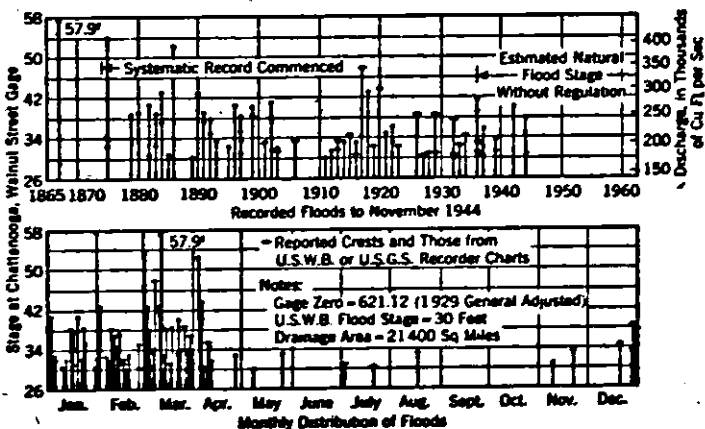 58
57.9'
50
42
34
26
Systematic Record Commenced
Estimated Natural
Flood Stage
Without Regulation
400
350
300
250
200
150
Discharge, in Thousands
of Cu Ft per Sec
1865 1870 1880 1890 1900 1910 1920 1930 1940 1950 1960
Recorded Floods to November 1944
Stage at Chattanooga, Walnut Street Gage
58
57.9'
50
42
34
26
Reported Crests and Those from
U.S.W.B. or U.S.G.S. Recorder Charts
Notes:
Gage Zero = 621.12 (1929 General Adjusted)
U.S.W.B. Flood Stage = 30 Feet
Drainage Area = 21 400 Sq Miles
Jan. Feb. Mar. Apr. May June July Aug. Sept. Oct. Nov. Dec.
Monthly Distribution of Floods